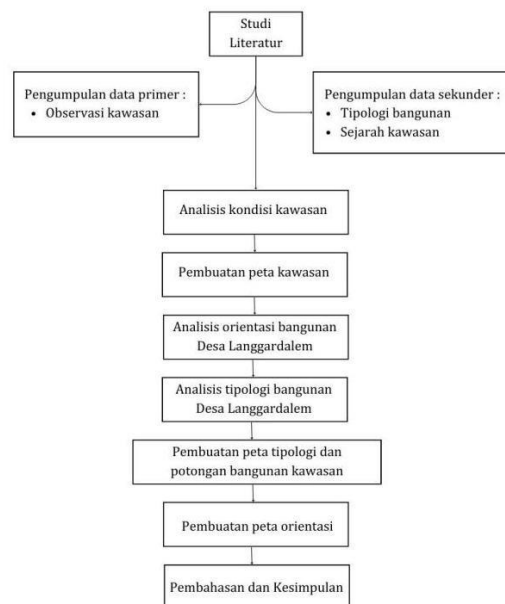 Studi
Literatur
Pengumpulan data primer :
• Observasi kawasan
Pengumpulan data sekunder :
• Tipologi bangunan
• Sejarah kawasan
Analisis kondisi kawasan
Pembuatan peta kawasan
Analisis orientasi bangunan
Desa Langgardalem
Analisis tipologi bangunan
Desa Langgardalem
Pembuatan peta tipologi dan
potongan bangunan kawasan
Pembuatan peta orientasi
Pembahasan dan Kesimpulan